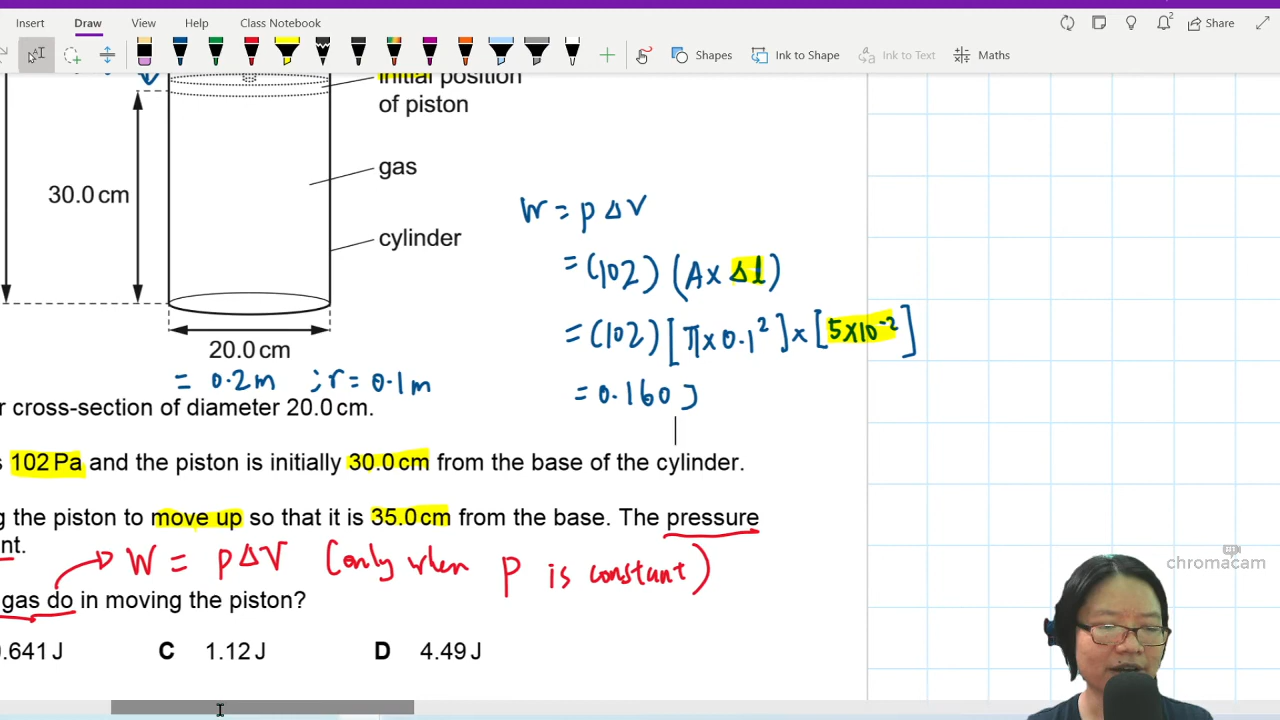 Insert Draw View Help Class Notebook Share
Shapes Ink to Shape Ink to Text Maths
initial position
of piston
gas
30.0 cm
cylinder
20.0 cm
= 0.2m ; r = 0.1m
W = pΔV
= (102) (A x Δl)
= (102) [π x 0.1²] x [5x10⁻²]
= 0.160 J
r cross-section of diameter 20.0 cm.
s 102 Pa and the piston is initially 30.0 cm from the base of the cylinder.
g the piston to move up so that it is 35.0 cm from the base. The pressure
nt.
W = pΔV (only when p is constant)
gas do in moving the piston?
0.641 J C 1.12 J D 4.49 J
chromacam